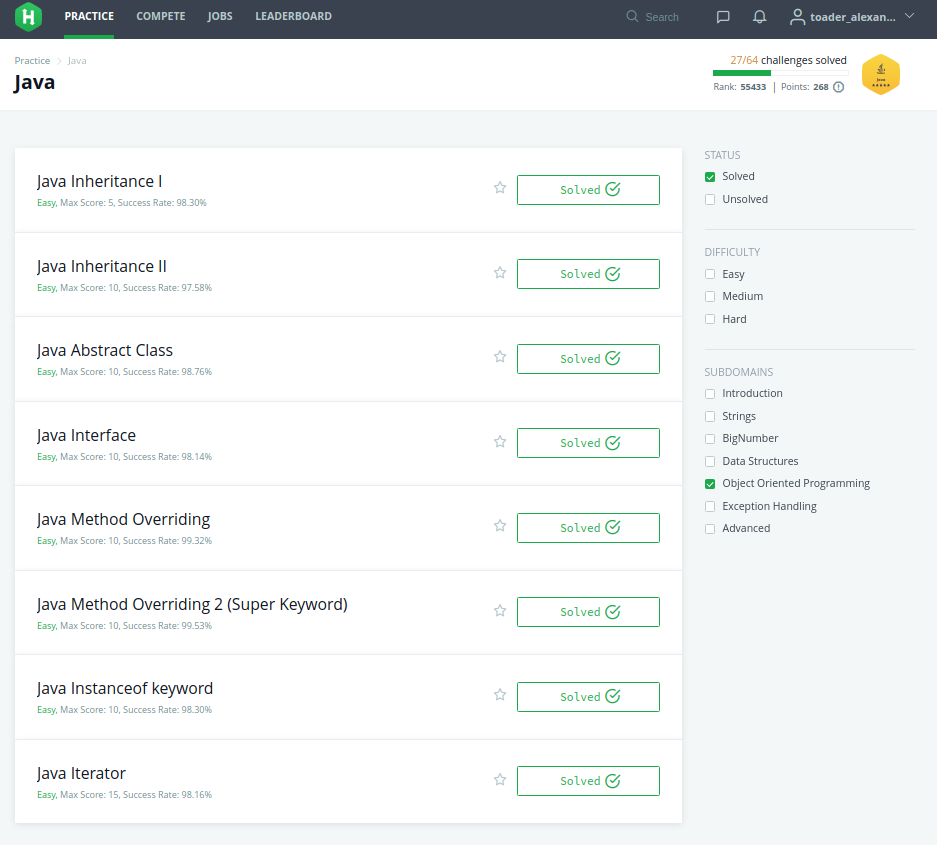 H PRACTICE COMPETE JOBS LEADERBOARD Search toader_alexan...
Practice Java
Java
27/64 challenges solved
Rank: 55433 | Points: 268
Java
Java Inheritance I
Easy, Max Score: 5, Success Rate: 98.30%
Solved
Java Inheritance II
Easy, Max Score: 10, Success Rate: 97.58%
Solved
Java Abstract Class
Easy, Max Score: 10, Success Rate: 98.76%
Solved
Java Interface
Easy, Max Score: 10, Success Rate: 98.14%
Solved
Java Method Overriding
Easy, Max Score: 10, Success Rate: 99.32%
Solved
Java Method Overriding 2 (Super Keyword)
Easy, Max Score: 10, Success Rate: 99.53%
Solved
Java Instanceof keyword
Easy, Max Score: 10, Success Rate: 98.30%
Solved
Java Iterator
Easy, Max Score: 15, Success Rate: 98.16%
Solved
STATUS
Solved
Unsolved
DIFFICULTY
Easy
Medium
Hard
SUBDOMAINS
Introduction
Strings
BigNumber
Data Structures
Object Oriented Programming
Exception Handling
Advanced